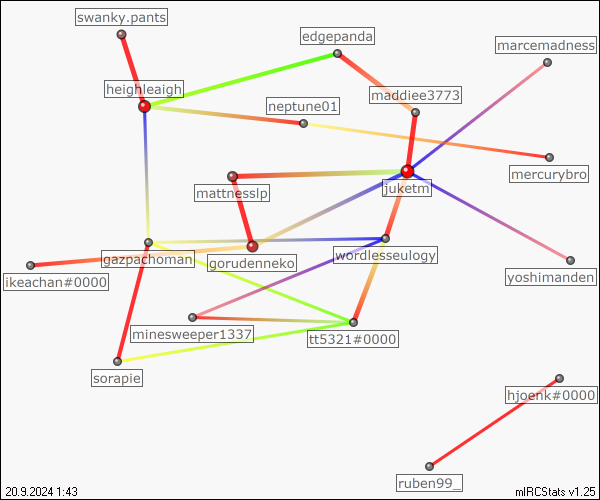 swanky.pants
edgepanda
marcemadness
heighleaigh
maddiee3773
neptune01
mercurybro
mattnesslp
juketm
gazpachoman
gorudenneko
wordlesseulogy
ikeachan#0000
yoshimanden
minesweeper1337
tt5321#0000
sorapie
hjoenk#0000
ruben99_
20.9.2024 1:43
mIRCStats v1.25